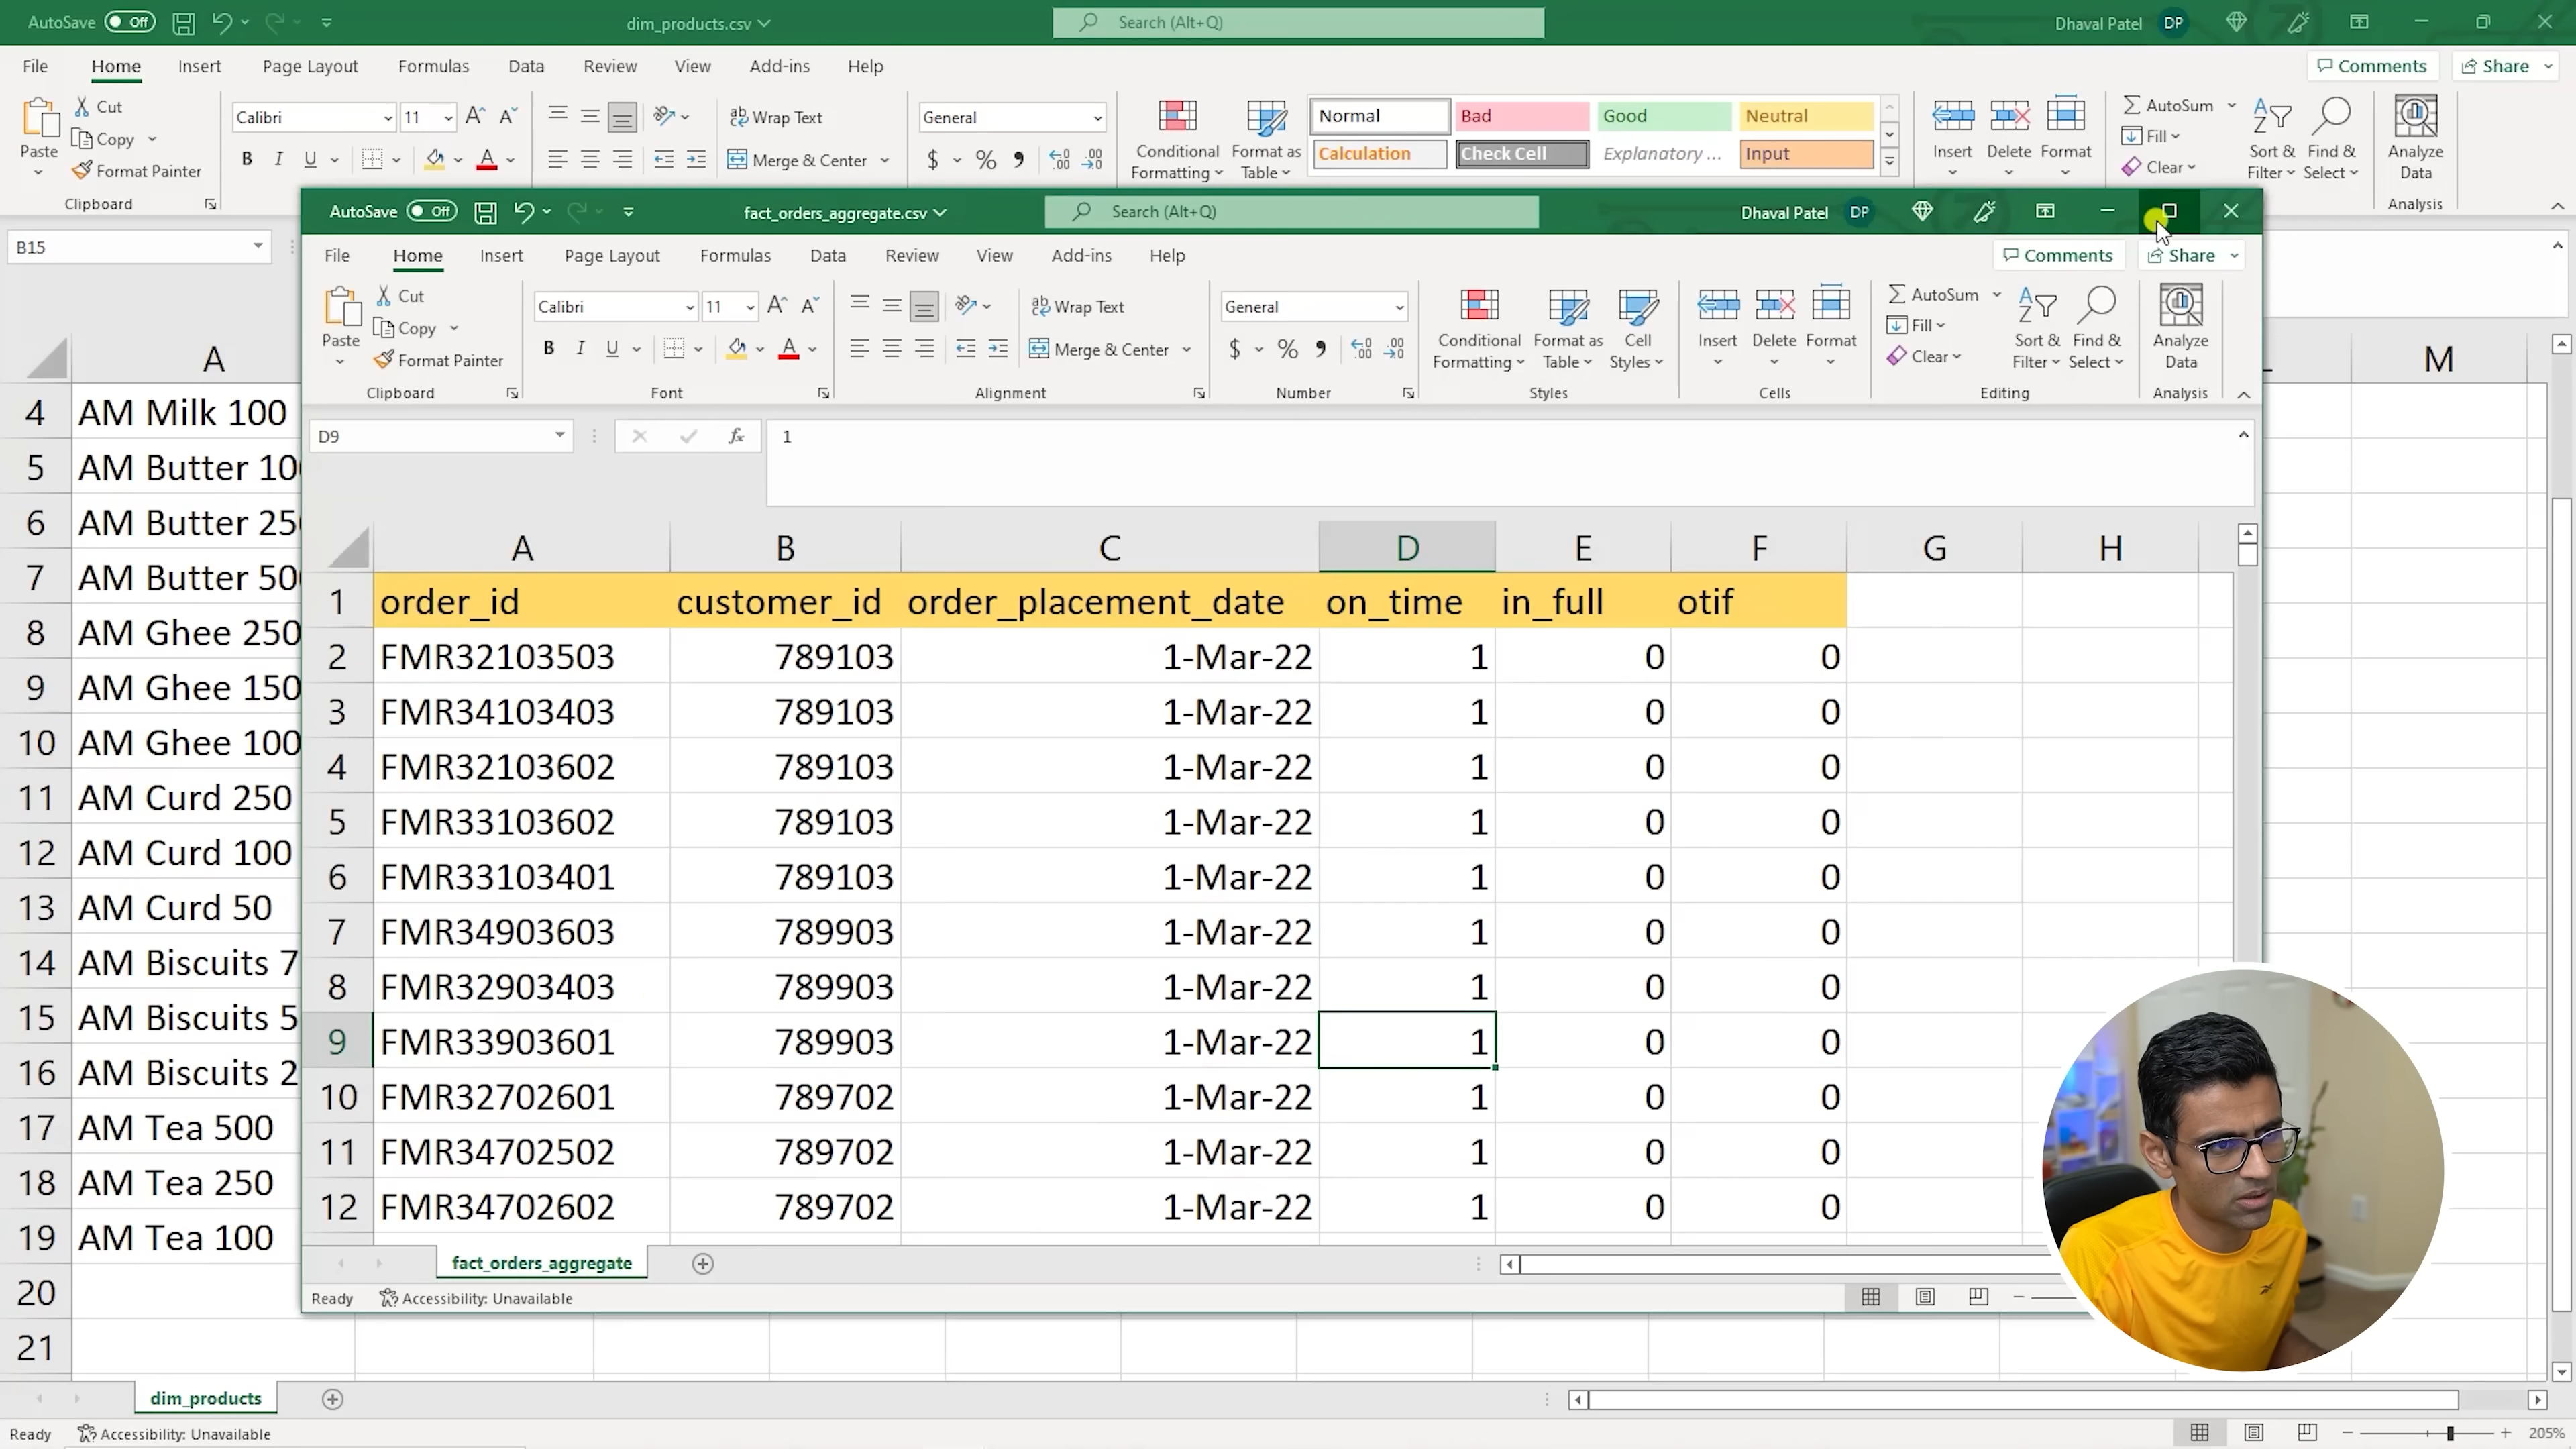 AutoSave Off dim_products.csv Search (Alt+Q) Dhaval Patel DP
File Home Insert Page Layout Formulas Data Review View Add-ins Help Comments Share
Paste Cut Copy Format Painter
Clipboard
Calibri 11
B I U
ab Wrap Text
Merge & Center
General
$ % 9
Conditional Formatting
Format as Table
Normal Bad Good Neutral
Calculation Check Cell Explanatory ... Input
Insert Delete Format
AutoSum
Fill
Clear
Sort & Filter
Find & Select
Analyze Data
Analysis
B15
A M
4 AM Milk 100
5 AM Butter 10
6 AM Butter 25
7 AM Butter 50
8 AM Ghee 250
9 AM Ghee 150
10 AM Ghee 100
11 AM Curd 250
12 AM Curd 100
13 AM Curd 50
14 AM Biscuits 7
15 AM Biscuits 5
16 AM Biscuits 2
17 AM Tea 500
18 AM Tea 250
19 AM Tea 100
20
21
AutoSave Off fact_orders_aggregate.csv Search (Alt+Q) Dhaval Patel DP
File Home Insert Page Layout Formulas Data Review View Add-ins Help Comments Share
Paste Cut Copy Format Painter
Calibri 11
B I U
ab Wrap Text
Merge & Center
General
$ % 9
Conditional Formatting
Format as Table
Cell Styles
Insert Delete Format
AutoSum
Fill
Clear
Sort & Filter
Find & Select
Analyze Data
Clipboard Font Alignment Number Styles Cells Editing Analysis
D9 fx 1
A B C D E F G H
1 order_id customer_id order_placement_date on_time in_full otif
2 FMR32103503 789103 1-Mar-22 1 0 0
3 FMR34103403 789103 1-Mar-22 1 0 0
4 FMR32103602 789103 1-Mar-22 1 0 0
5 FMR33103602 789103 1-Mar-22 1 0 0
6 FMR33103401 789103 1-Mar-22 1 0 0
7 FMR34903603 789903 1-Mar-22 1 0 0
8 FMR32903403 789903 1-Mar-22 1 0 0
9 FMR33903601 789903 1-Mar-22 1 0 0
10 FMR32702601 789702 1-Mar-22 1 0 0
11 FMR34702502 789702 1-Mar-22 1 0 0
12 FMR34702602 789702 1-Mar-22 1 0 0
fact_orders_aggregate
Ready Accessibility: Unavailable
dim_products
Ready Accessibility: Unavailable 205%